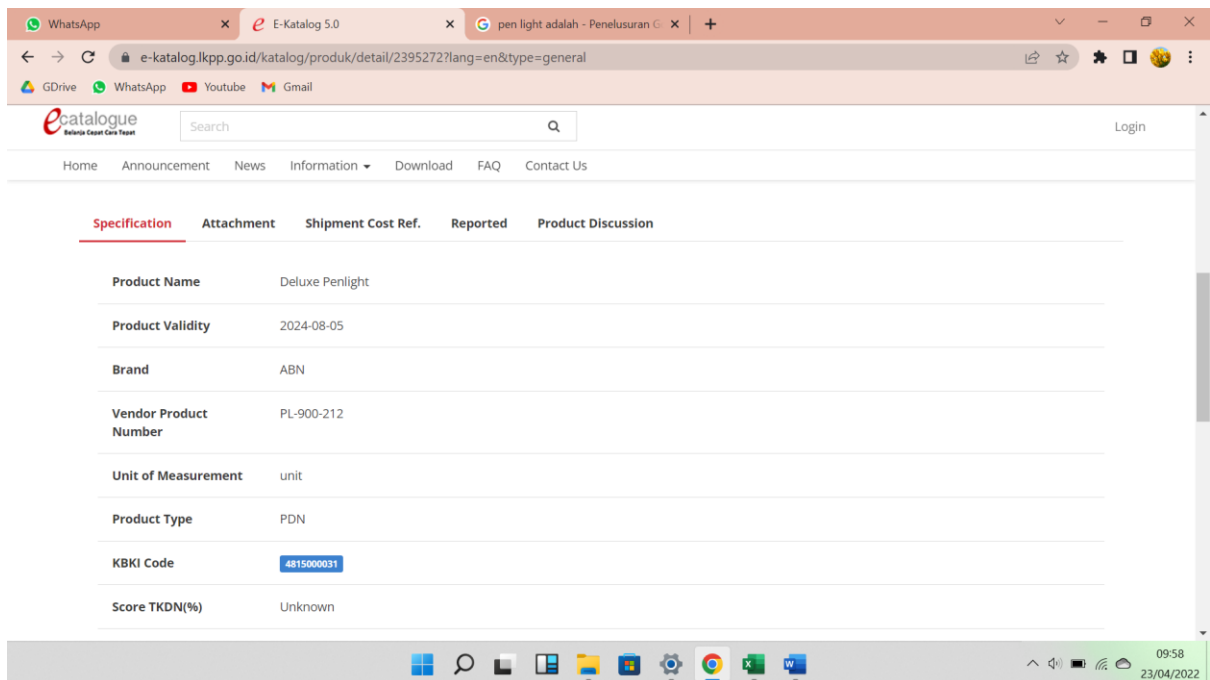 WhatsApp
E-Katalog 5.0
pen light adalah - Penelusuran G
e-katalog.lkpp.go.id/katalog/produk/detail/2395272?lang=en&type=general
GDrive WhatsApp Youtube Gmail
ecatalogue
Belanja Cepat Cara Tepat
Search
Login
Home Announcement News Information Download FAQ Contact Us
Specification Attachment Shipment Cost Ref. Reported Product Discussion
Product Name Deluxe Penlight
Product Validity 2024-08-05
Brand ABN
Vendor Product Number PL-900-212
Unit of Measurement unit
Product Type PDN
KBKI Code 4815000031
Score TKDN(%) Unknown
09:58
23/04/2022